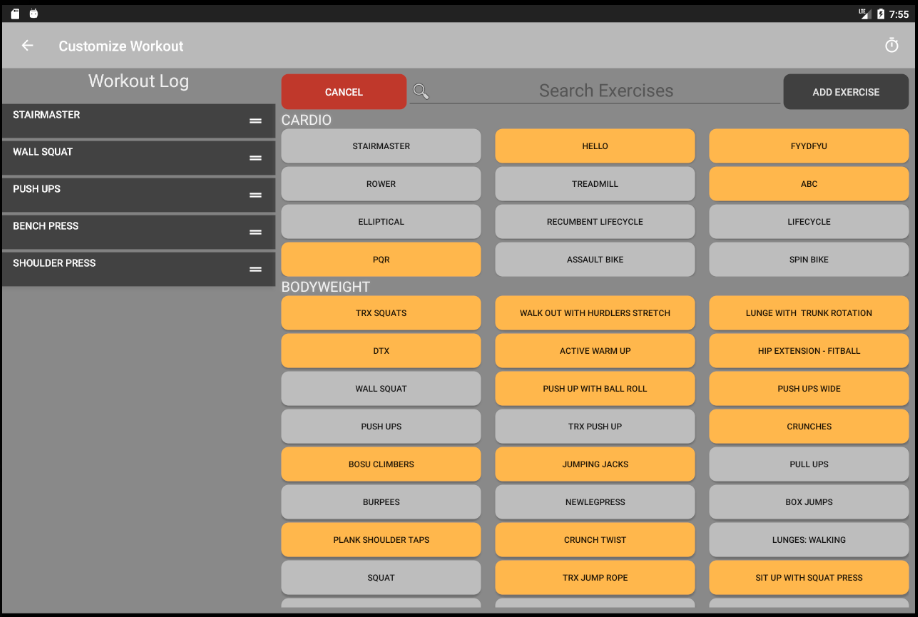 LTE 7:55
Customize Workout
Workout Log
STAIRMASTER
WALL SQUAT
PUSH UPS
BENCH PRESS
SHOULDER PRESS
CANCEL Search Exercises ADD EXERCISE
CARDIO
STAIRMASTER HELLO FYYDFYU
ROWER TREADMILL ABC
ELLIPTICAL RECUMBENT LIFECYCLE LIFECYCLE
PQR ASSAULT BIKE SPIN BIKE
BODYWEIGHT
TRX SQUATS WALK OUT WITH HURDLERS STRETCH LUNGE WITH TRUNK ROTATION
DTX ACTIVE WARM UP HIP EXTENSION - FITBALL
WALL SQUAT PUSH UP WITH BALL ROLL PUSH UPS WIDE
PUSH UPS TRX PUSH UP CRUNCHES
BOSU CLIMBERS JUMPING JACKS PULL UPS
BURPEES NEWLEGPRESS BOX JUMPS
PLANK SHOULDER TAPS CRUNCH TWIST LUNGES: WALKING
SQUAT TRX JUMP ROPE SIT UP WITH SQUAT PRESS